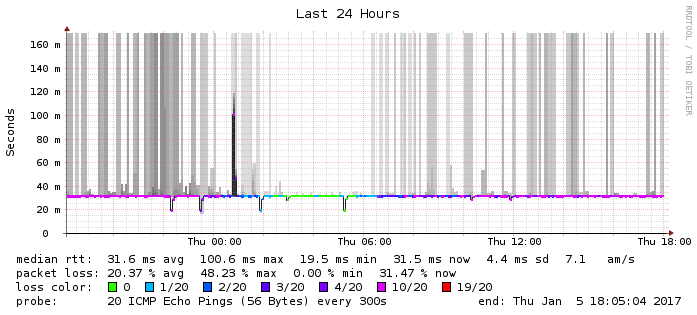 Last 24 Hours
RRDTOOL / TOBI OETIKER
Seconds
160 m
140 m
120 m
100 m
80 m
60 m
40 m
20 m
0
Thu 00:00 Thu 06:00 Thu 12:00 Thu 18:00
median rtt: 31.6 ms avg 100.6 ms max 19.5 ms min 31.5 ms now 4.4 ms sd 7.1 am/s
packet loss: 20.37 % avg 48.23 % max 0.00 % min 31.47 % now
loss color: 0 1/20 2/20 3/20 4/20 10/20 19/20
probe: 20 ICMP Echo Pings (56 Bytes) every 300s end: Thu Jan 5 18:05:04 2017